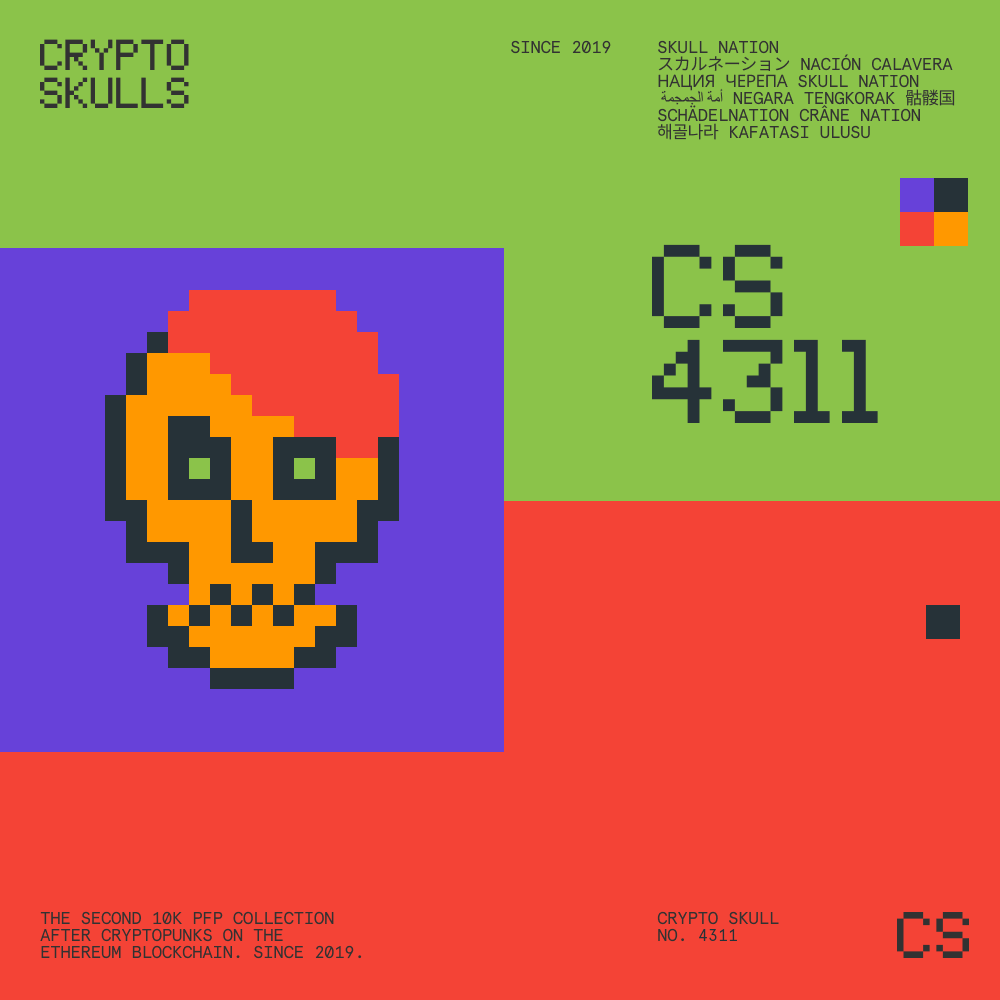 CRYPTO
SKULLS
SINCE 2019
SKULL NATION
スカルネーション NACIÓN CALAVERA
НАЦИЯ ЧЕРЕПА SKULL NATION
أمة الجمجمة NEGARA TENGKORAK 骷髅国
SCHÄDELNATION CRÂNE NATION
해골나라 KAFATASI ULUSU
CS
4311
THE SECOND 10K PFP COLLECTION
AFTER CRYPTOPUNKS ON THE
ETHEREUM BLOCKCHAIN. SINCE 2019.
CRYPTO SKULL
NO. 4311
CS